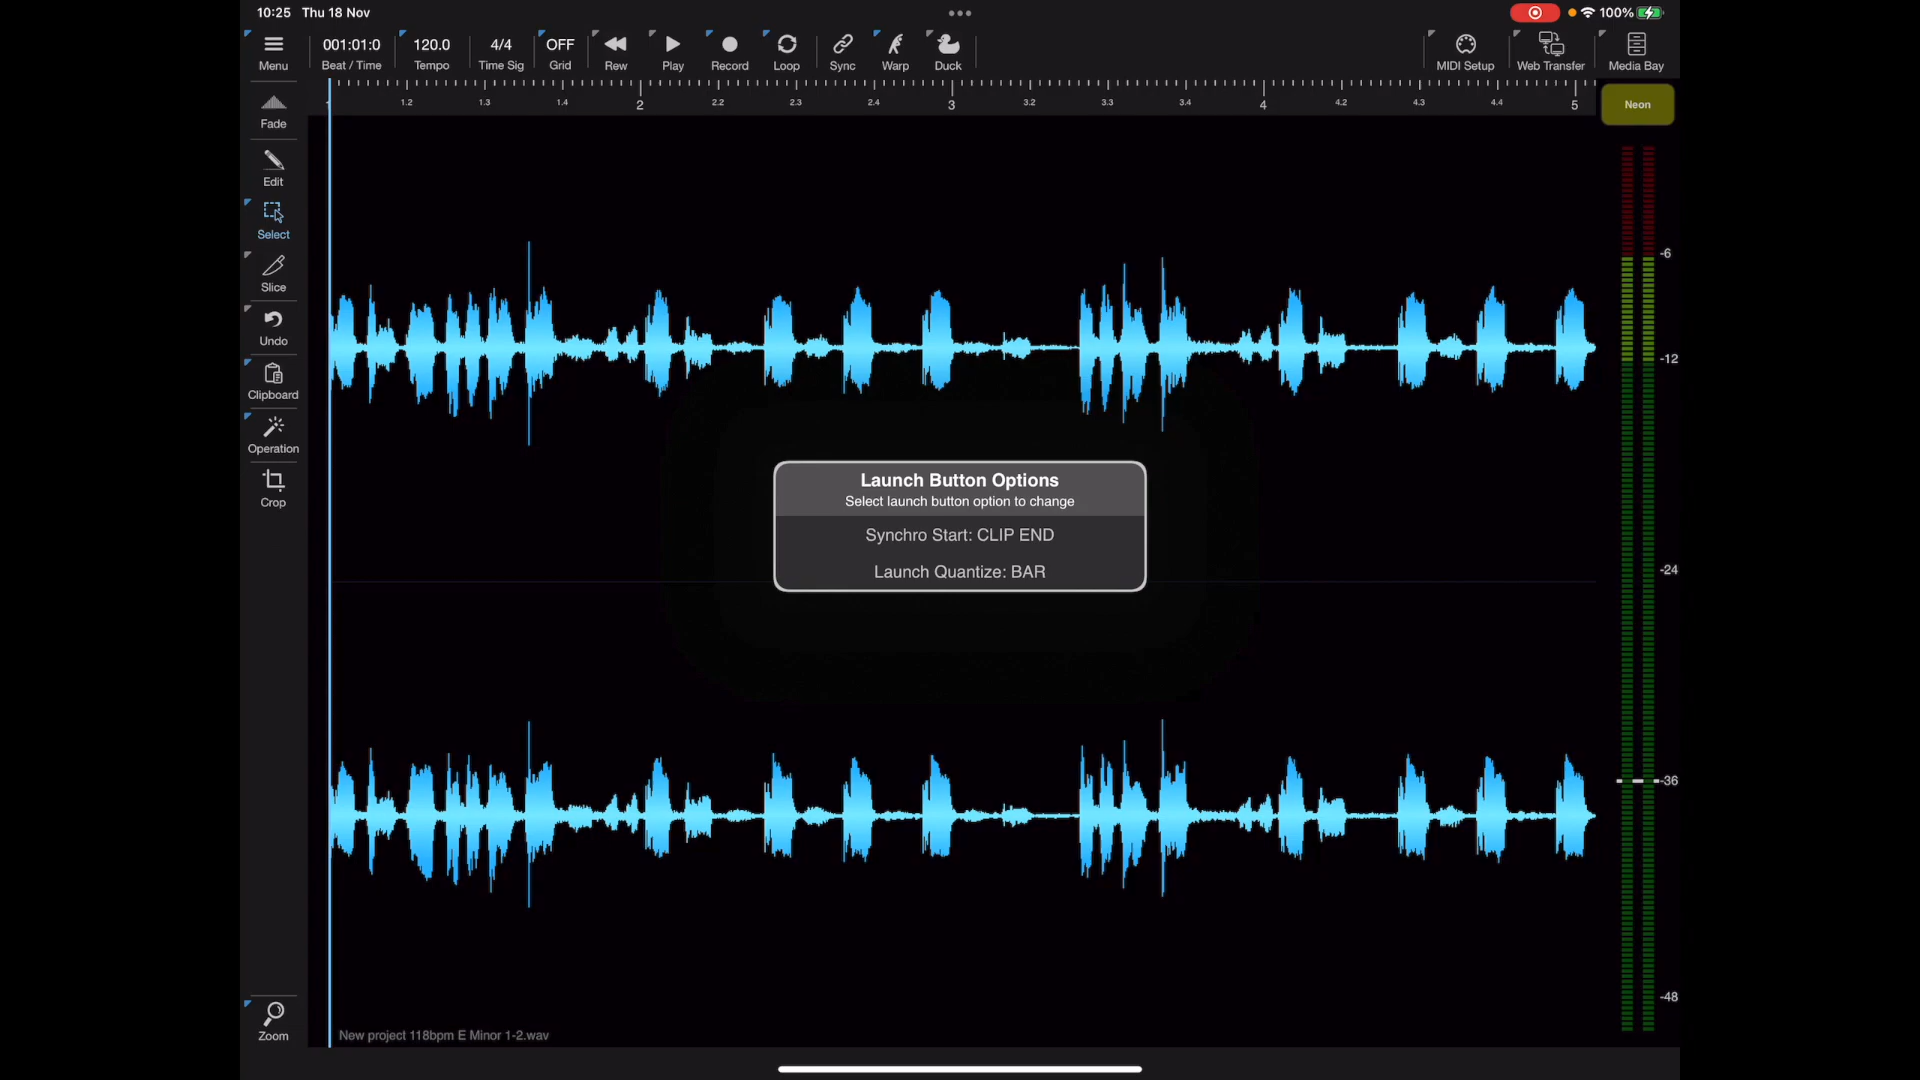 10:25 Thu 18 Nov
100%
Menu
001:01:0
Beat / Time
120.0
Tempo
4/4
Time Sig
OFF
Grid
Rew
Play
Record
Loop
Sync
Warp
Duck
MIDI Setup
Web Transfer
Media Bay
1.2 1.3 1.4 2 2.2 2.3 2.4 3 3.2 3.3 3.4 4 4.2 4.3 4.4 5
Neon
Fade
Edit
Select
Slice
Undo
Clipboard
Operation
Crop
Zoom
Launch Button Options
Select launch button option to change
Synchro Start: CLIP END
Launch Quantize: BAR
-6
-12
-24
-36
-48
New project 118bpm E Minor 1-2.wav